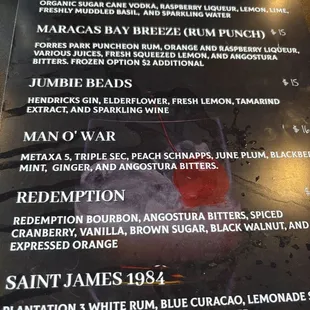 ORGANIC SUGAR CANE VODKA, RASPBERRY LIQUEUR, LEMON, LIME,
FRESHLY MUDDLED BASIL, AND SPARKLING WATER
MARACAS BAY BREEZE (RUM PUNCH) $15
FORRES PARK PUNCHEON RUM, ORANGE AND RASPBERRY LIQUEUR,
VARIOUS JUICES, FRESH SQUEEZED LEMON, AND ANGOSTURA
BITTERS. FROZEN OPTION $2 ADDITIONAL
JUMBIE BEADS $15
HENDRICKS GIN, ELDERFLOWER, FRESH LEMON, TAMARIND
EXTRACT, AND SPARKLING WINE
MAN O' WAR
METAXA 5, TRIPLE SEC, PEACH SCHNAPPS, JUNE PLUM, BLACKBE
MINT, GINGER, AND ANGOSTURA BITTERS.
REDEMPTION
REDEMPTION BOURBON, ANGOSTURA BITTERS, SPICED
CRANBERRY, VANILLA, BROWN SUGAR, BLACK WALNUT, AND
EXPRESSED ORANGE
SAINT JAMES 1984
PLANTATION 3 WHITE RUM, BLUE CURACAO, LEMONADE